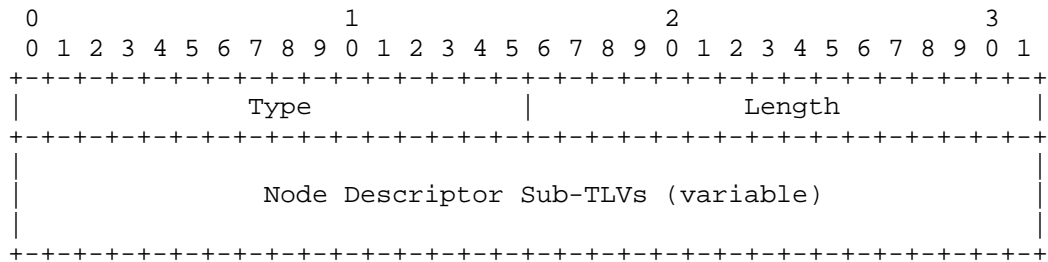 0                   1                   2                   3
 0 1 2 3 4 5 6 7 8 9 0 1 2 3 4 5 6 7 8 9 0 1 2 3 4 5 6 7 8 9 0 1
+-+-+-+-+-+-+-+-+-+-+-+-+-+-+-+-+-+-+-+-+-+-+-+-+-+-+-+-+-+-+-+-+
|              Type             |             Length            |
+-+-+-+-+-+-+-+-+-+-+-+-+-+-+-+-+-+-+-+-+-+-+-+-+-+-+-+-+-+-+-+-+
|                                                               |
|               Node Descriptor Sub-TLVs (variable)             |
|                                                               |
+-+-+-+-+-+-+-+-+-+-+-+-+-+-+-+-+-+-+-+-+-+-+-+-+-+-+-+-+-+-+-+-+